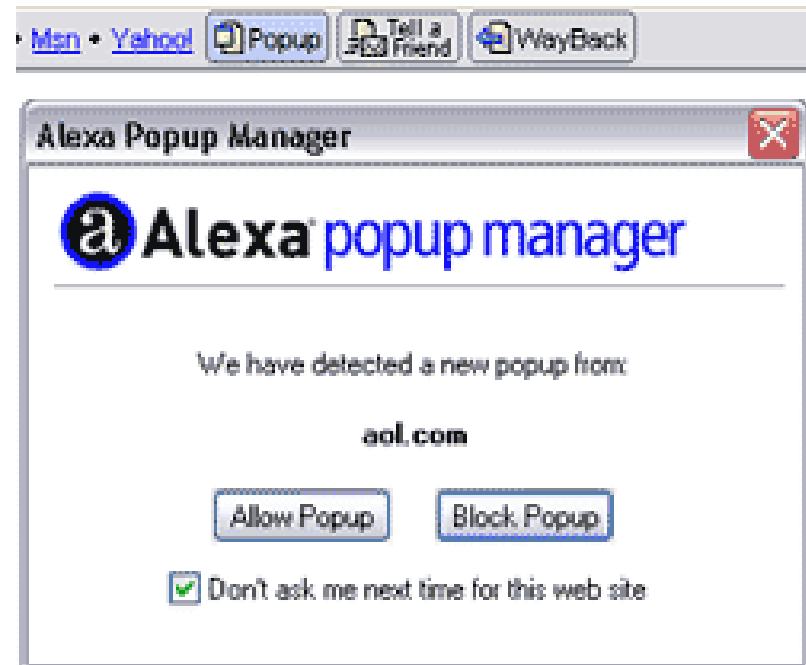 • Msn • Yahoo! Popup Tell a Friend WayBack
Alexa Popup Manager
a Alexa popup manager
We have detected a new popup from:
aol.com
Allow Popup Block Popup
Don't ask me next time for this web site